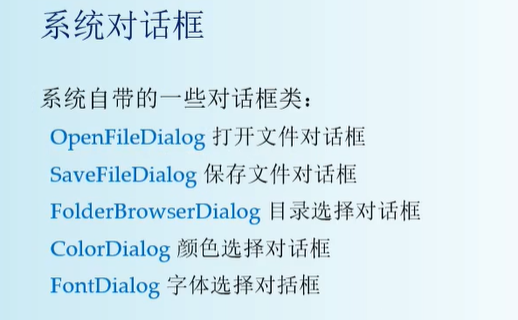 系统对话框
系统自带的一些对话框类：
OpenFileDialog 打开文件对话框
SaveFileDialog 保存文件对话框
FolderBrowserDialog 目录选择对话框
ColorDialog 颜色选择对话框
FontDialog 字体选择对括框